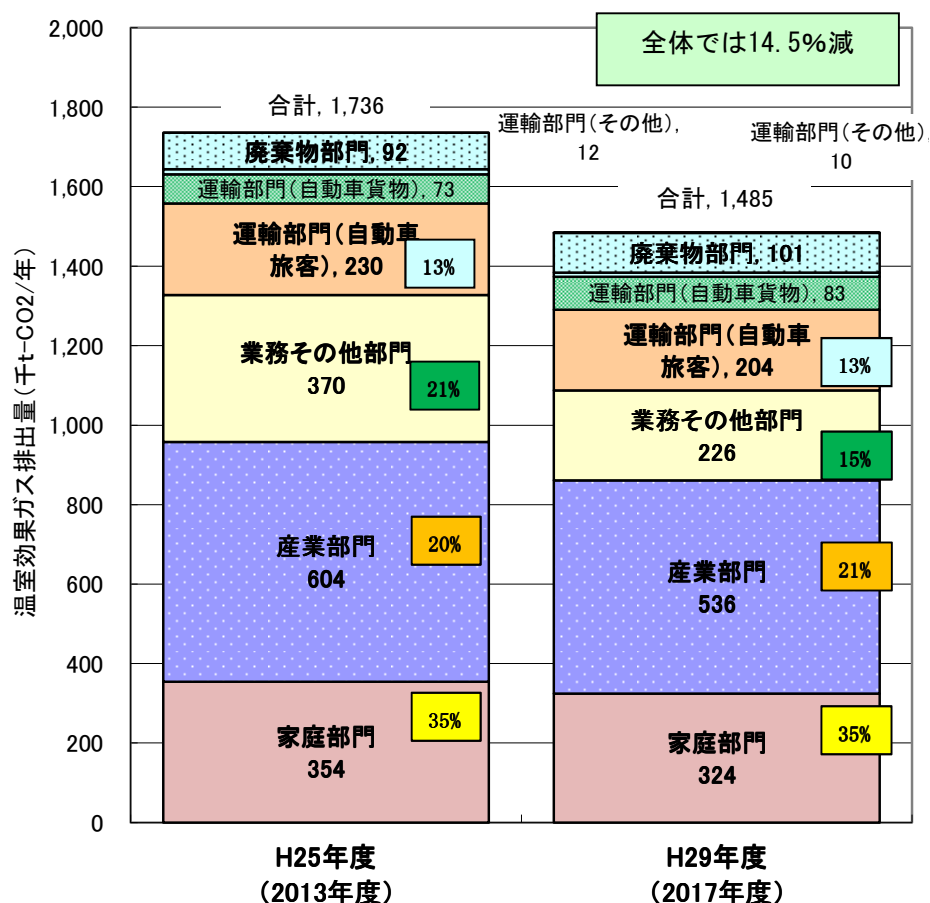 全体では14.5%減
温室効果ガス排出量(千t-CO2/年)
2,000
1,800
1,600
1,400
1,200
1,000
800
600
400
200
0
合計, 1,736
運輸部門(その他),
12
廃棄物部門, 92
運輸部門(自動車貨物), 73
運輸部門(自動車
旅客), 230
13%
業務その他部門
370
21%
産業部門
604
20%
家庭部門
354
35%
運輸部門(その他),
10
合計, 1,485
廃棄物部門, 101
運輸部門(自動車貨物), 83
運輸部門(自動車
旅客), 204
13%
業務その他部門
226
15%
産業部門
536
21%
家庭部門
324
35%
H25年度
(2013年度)
H29年度
(2017年度)